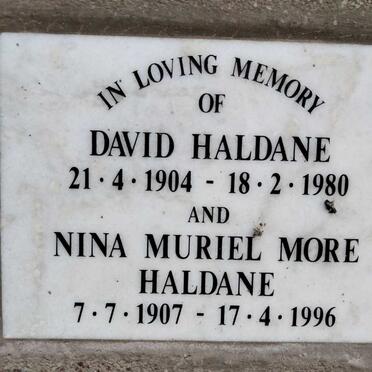 IN LOVING MEMORY
OF
DAVID HALDANE
21·4·1904 - 18·2·1980
AND
NINA MURIEL MORE
HALDANE
7·7·1907 - 17·4·1996